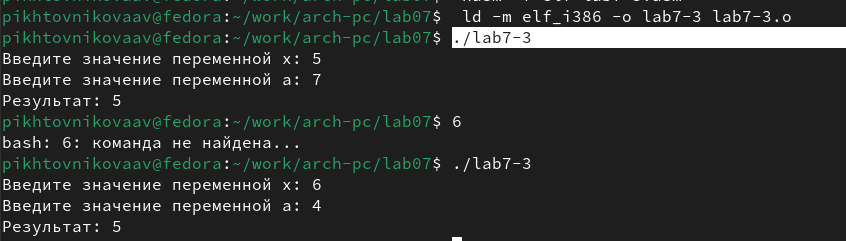 pikhtovnikovaav@fedora:~/work/arch-pc/lab07$ ld -m elf_i386 -o lab7-3 lab7-3.o
pikhtovnikovaav@fedora:~/work/arch-pc/lab07$ ./lab7-3
Введите значение переменной x: 5
Введите значение переменной a: 7
Результат: 5
pikhtovnikovaav@fedora:~/work/arch-pc/lab07$ 6
bash: 6: команда не найдена...
pikhtovnikovaav@fedora:~/work/arch-pc/lab07$ ./lab7-3
Введите значение переменной x: 6
Введите значение переменной a: 4
Результат: 5